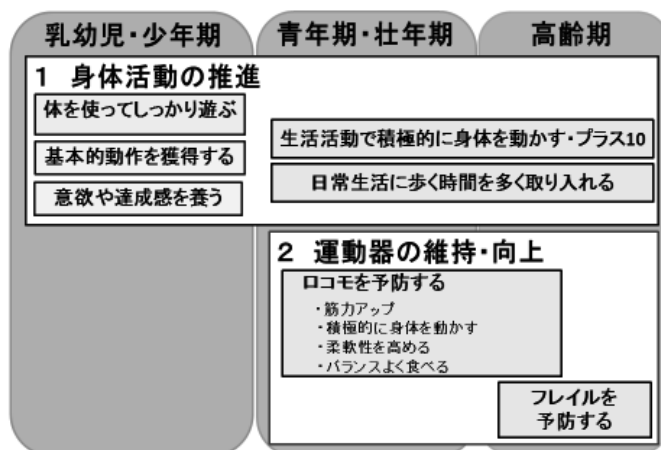 乳幼児・少年期
青年期・壮年期
高齢期
1 身体活動の推進
体を使ってしっかり遊ぶ
基本的動作を獲得する
意欲や達成感を養う
生活活動で積極的に身体を動かす・プラス10
日常生活に歩く時間を多く取り入れる
2 運動器の維持・向上
ロコモを予防する
・筋力アップ
・積極的に身体を動かす
・柔軟性を高める
・バランスよく食べる
フレイルを
予防する